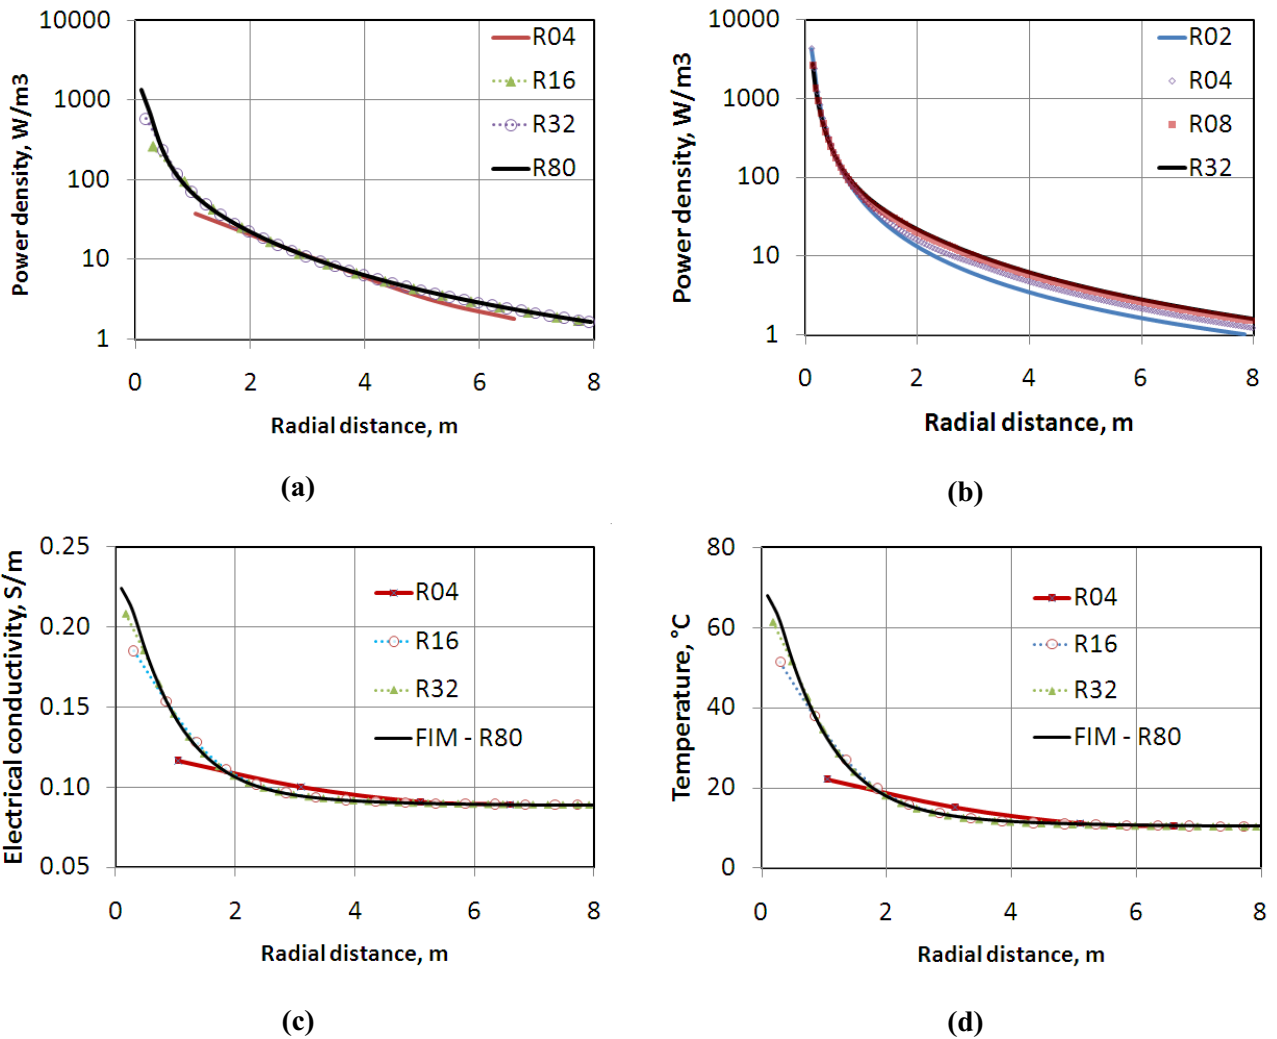 10000
1000
100
10
1
Power density, W/m3
R04
R16
R32
R80
0 2 4 6 8
Radial distance, m
(a)
10000
1000
100
10
1
Power density, W/m3
R02
R04
R08
R32
0 2 4 6 8
Radial distance, m
(b)
0.25
0.20
0.15
0.10
0.05
Electrical conductivity, S/m
R04
R16
R32
FIM - R80
0 2 4 6 8
Radial distance, m
(c)
80
60
40
20
0
Temperature, °C
R04
R16
R32
FIM - R80
0 2 4 6 8
Radial distance, m
(d)